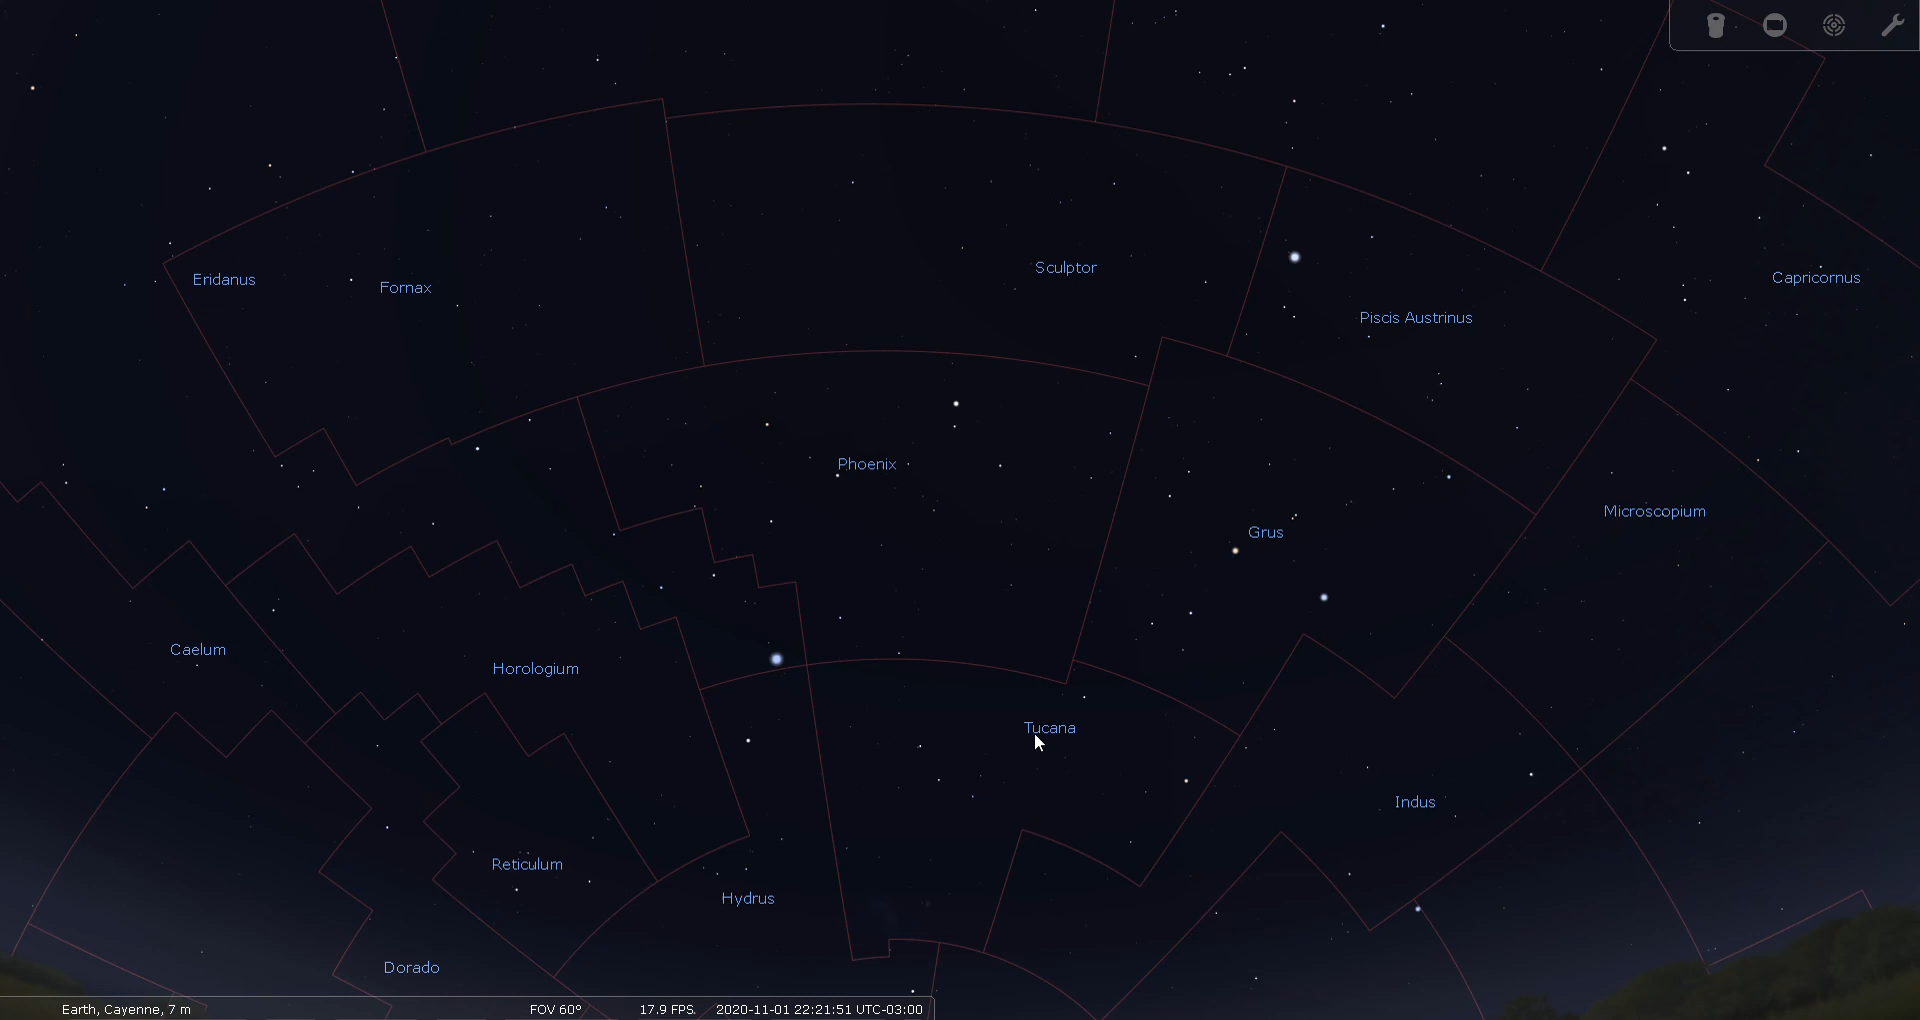 Eridanus
Fornax
Sculptor
Piscis Austrinus
Capricornus
Phoenix
Grus
Microscopium
Caelum
Horologium
Tucana
Indus
Reticulum
Hydrus
Dorado
Earth, Cayenne, 7 m FOV 60° 17.9 FPS. 2020-11-01 22:21:51 UTC-03:00